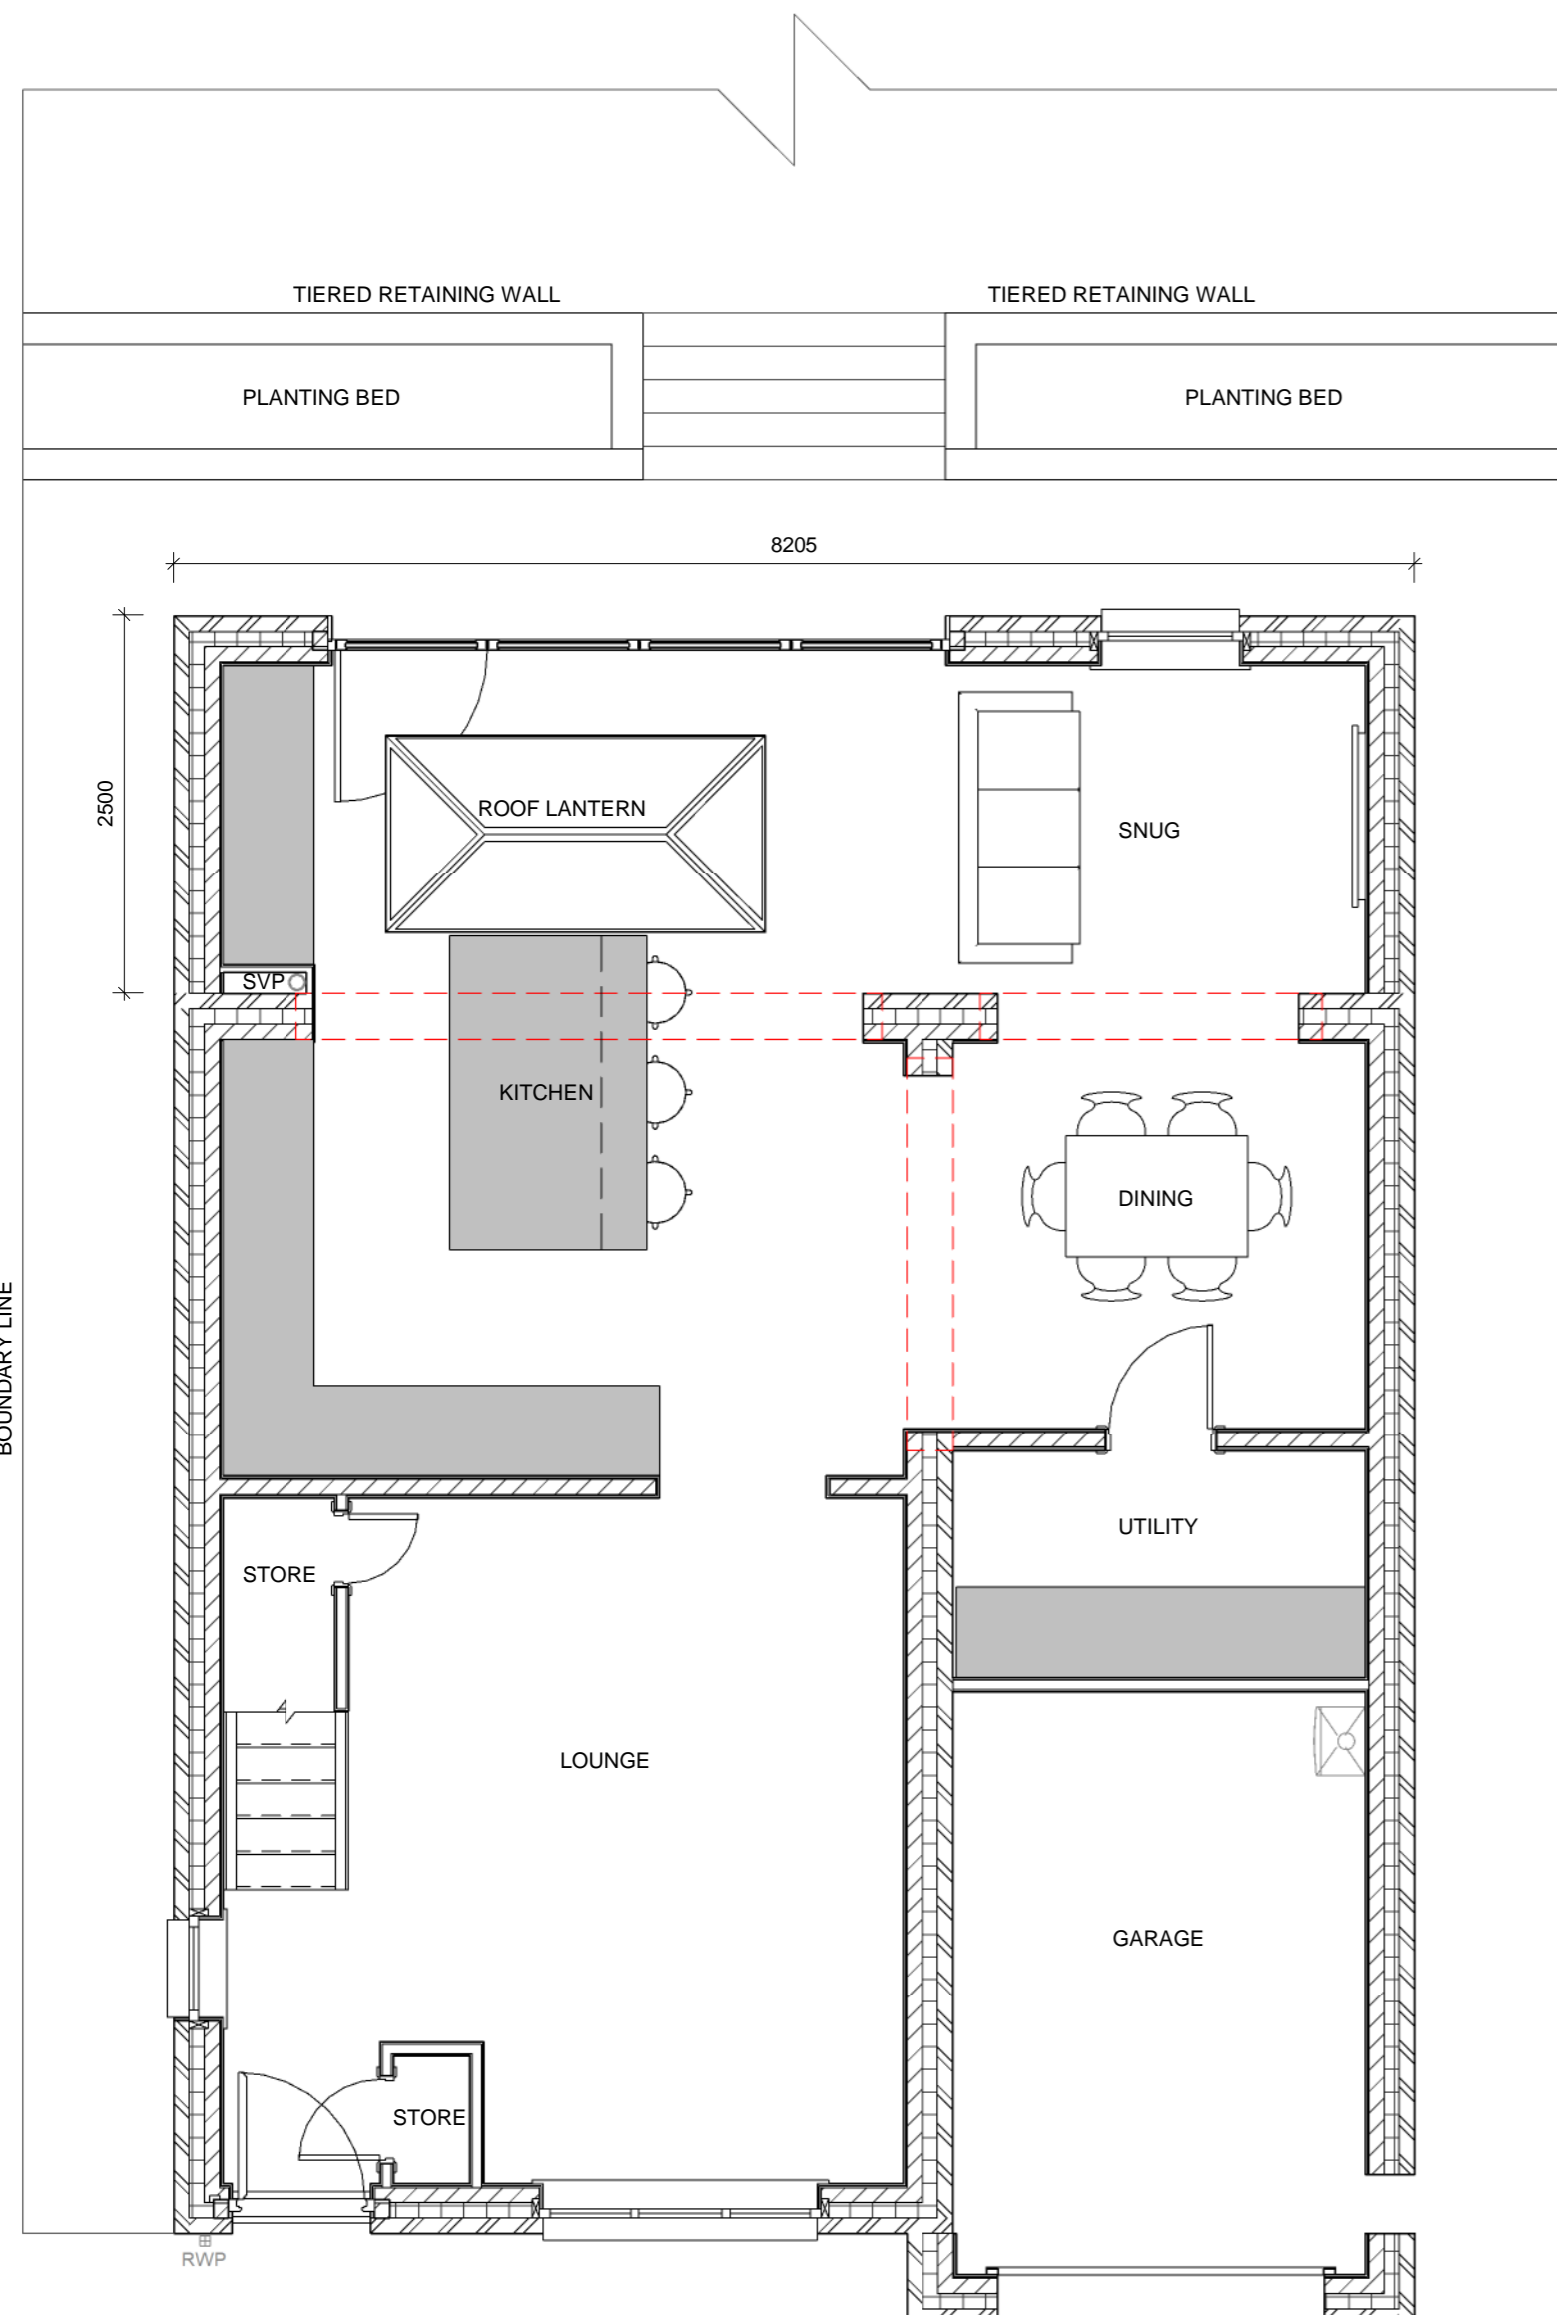 TIERED RETAINING WALL
TIERED RETAINING WALL
PLANTING BED
PLANTING BED
8205
2500
ROOF LANTERN
SNUG
SVP
KITCHEN
DINING
BOUNDARY LINE
UTILITY
STORE
LOUNGE
GARAGE
STORE
RWP